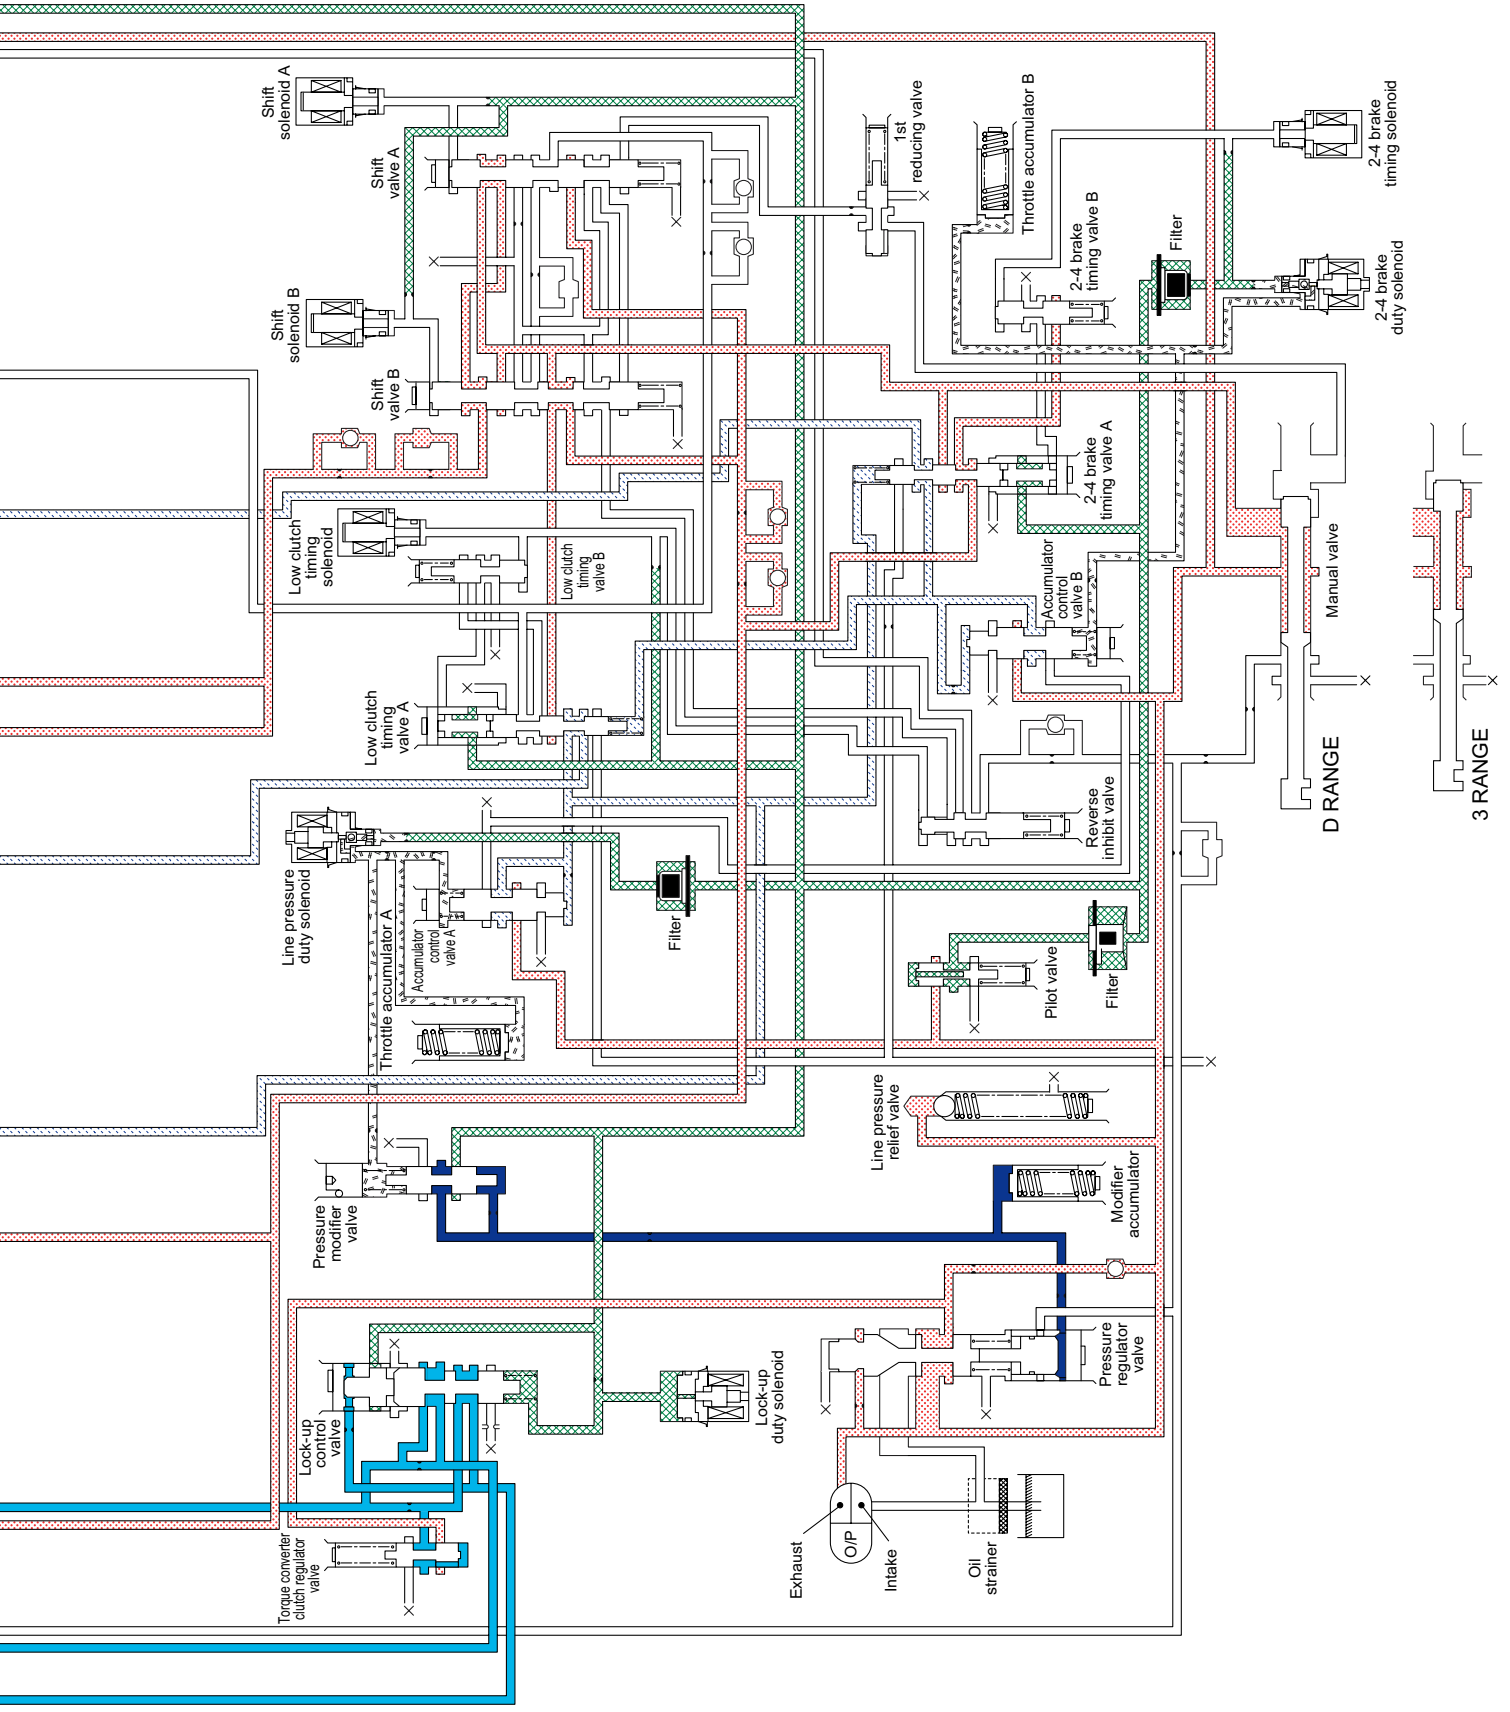 Shift
solenoid A
Shift
valve A
Shift
solenoid B
Shift
valve B
Low clutch
timing
solenoid
Low clutch
timing
valve B
Low clutch
timing
valve A
1st
reducing valve
Throttle accumulator B
2-4 brake
timing valve B
Filter
2-4 brake
timing solenoid
2-4 brake
duty solenoid
2-4 brake
timing valve A
Accumulator
control
valve B
Manual valve
D RANGE
3 RANGE
Reverse
inhibit valve
Line pressure
duty solenoid
Throttle accumulator A
Accumulator
control
valve A
Filter
Pilot valve
Filter
Line pressure
relief valve
Modifier
accumulator
Pressure
modifier
valve
Pressure
regulator
valve
Lock-up
control
valve
Lock-up
duty solenoid
Torque converter
clutch regulator
valve
Exhaust
O/P
Intake
Oil
strainer